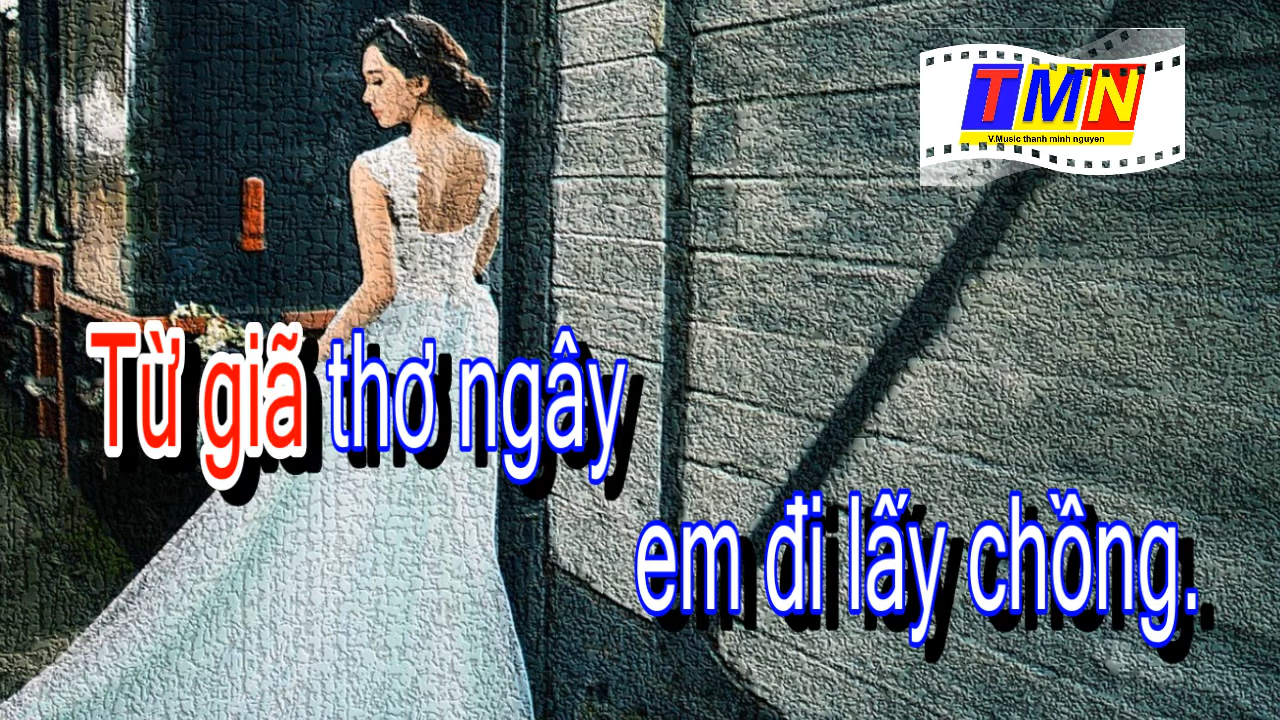 TMN
V.Music thanh minh nguyen
Từ giã thơ ngây
em đi lấy chồng.